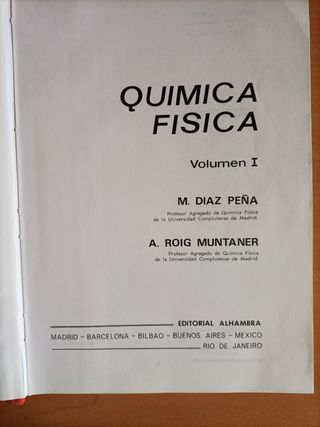 QUIMICA
FISICA
Volumen I
M. DIAZ PEÑA
Profesor Agregado de Química Física
de la Universidad Complutense de Madrid.
A. ROIG MUNTANER
Profesor Agregado de Química Física
de la Universidad Complutense de Madrid.
EDITORIAL ALHAMBRA
MADRID – BARCELONA – BILBAO – BUENOS AIRES – MEXICO
RIO DE JANEIRO